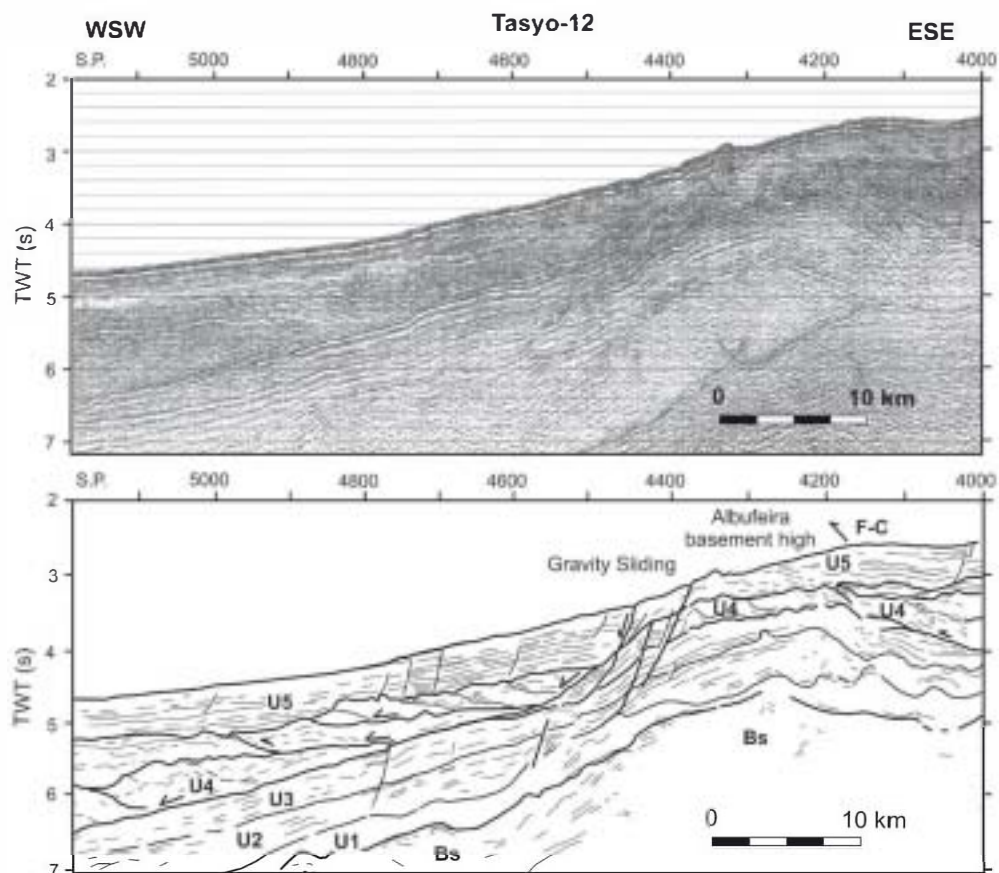 Tasyo-12
WSW
ESE
S.P. 5000 4800 4600 4400 4200 4000
2
3
4
5
6
7
TWT (s)
0 10 km
S.P. 5000 4800 4600 4400 4200 4000
2
3
4
5
6
7
TWT (s)
Albufeira
basement high
F-C
Gravity Sliding
U5
U4
U4
U5
Bs
U4
U3
U2
U1
Bs
0 10 km